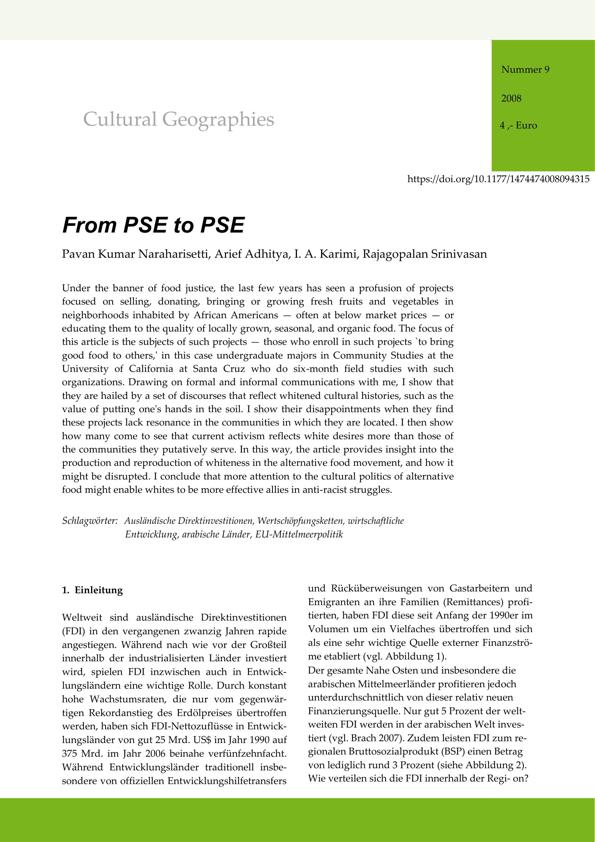 Nummer 9
2008
4 ,- Euro
Cultural Geographies
https://doi.org/10.1177/1474474008094315
From PSE to PSE
Pavan Kumar Naraharisetti, Arief Adhitya, I. A. Karimi, Rajagopalan Srinivasan
Under the banner of food justice, the last few years has seen a profusion of projects
focused on selling, donating, bringing or growing fresh fruits and vegetables in
neighborhoods inhabited by African Americans — often at below market prices — or
educating them to the quality of locally grown, seasonal, and organic food. The focus of
this article is the subjects of such projects — those who enroll in such projects `to bring
good food to others,' in this case undergraduate majors in Community Studies at the
University of California at Santa Cruz who do six-month field studies with such
organizations. Drawing on formal and informal communications with me, I show that
they are hailed by a set of discourses that reflect whitened cultural histories, such as the
value of putting one's hands in the soil. I show their disappointments when they find
these projects lack resonance in the communities in which they are located. I then show
how many come to see that current activism reflects white desires more than those of
the communities they putatively serve. In this way, the article provides insight into the
production and reproduction of whiteness in the alternative food movement, and how it
might be disrupted. I conclude that more attention to the cultural politics of alternative
food might enable whites to be more effective allies in anti-racist struggles.
Schlagwörter: Ausländische Direktinvestitionen, Wertschöpfungsketten, wirtschaftliche
Entwicklung, arabische Länder, EU-Mittelmeerpolitik
1. Einleitung
Weltweit sind ausländische Direktinvestitionen
(FDI) in den vergangenen zwanzig Jahren rapide
angestiegen. Während nach wie vor der Großteil
innerhalb der industrialisierten Länder investiert
wird, spielen FDI inzwischen auch in Entwick-
lungsländern eine wichtige Rolle. Durch konstant
hohe Wachstumsraten, die nur vom gegenwär-
tigen Rekordanstieg des Erdölpreises übertroffen
werden, haben sich FDI-Nettozuflüsse in Entwick-
lungsländer von gut 25 Mrd. US$ im Jahr 1990 auf
375 Mrd. im Jahr 2006 beinahe verfünfzehnfacht.
Während Entwicklungsländer traditionell insbe-
sondere von offiziellen Entwicklungshilfetransfers
und Rücküberweisungen von Gastarbeitern und
Emigranten an ihre Familien (Remittances) profi-
tierten, haben FDI diese seit Anfang der 1990er im
Volumen um ein Vielfaches übertroffen und sich
als eine sehr wichtige Quelle externer Finanzströ-
me etabliert (vgl. Abbildung 1).
Der gesamte Nahe Osten und insbesondere die
arabischen Mittelmeerländer profitieren jedoch
unterdurchschnittlich von dieser relativ neuen
Finanzierungsquelle. Nur gut 5 Prozent der welt-
weiten FDI werden in der arabischen Welt inves-
tiert (vgl. Brach 2007). Zudem leisten FDI zum re-
gionalen Bruttosozialprodukt (BSP) einen Betrag
von lediglich rund 3 Prozent (siehe Abbildung 2).
Wie verteilen sich die FDI innerhalb der Regi- on?